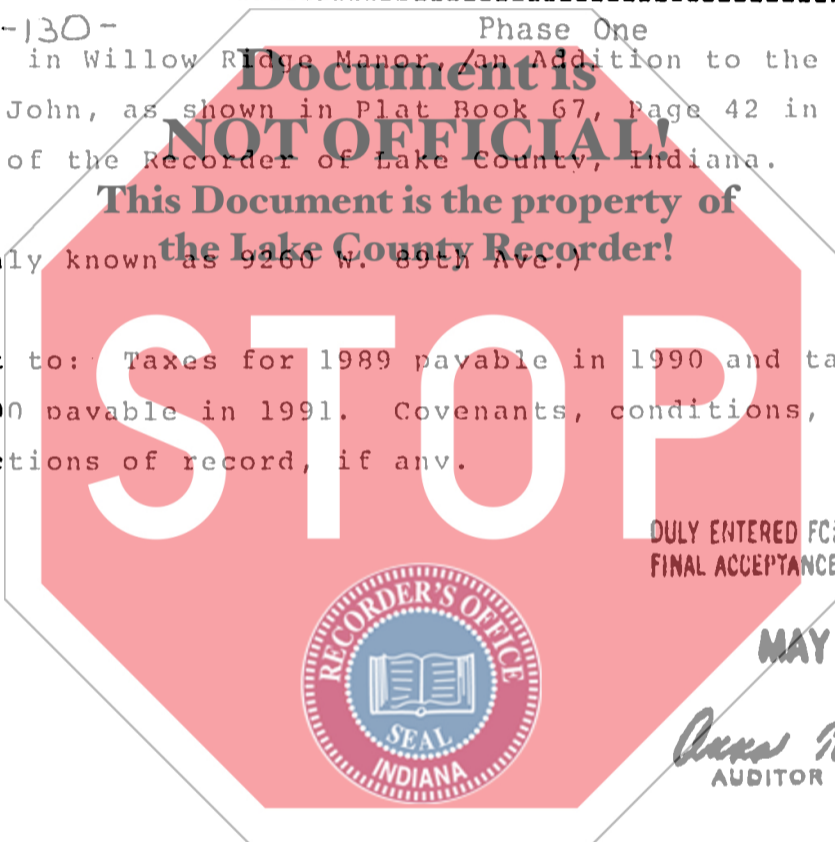 -130-
Phase One
in Willow Ridge Manor, /an Addition to the
John, as shown in Plat Book 67, Page 42 in
of the Recorder of Lake County, Indiana.
Document is
NOT OFFICIAL!
This Document is the property of
the Lake County Recorder!
ly known as 9260 W. 89th Ave.)
to: Taxes for 1989 payable in 1990 and ta
0 payable in 1991. Covenants, conditions,
tions of record, if any.
STOP
DULY ENTERED FO
FINAL ACCEPTANCE
MAY
RECORDER'S OFFICE
SEAL
INDIANA
AUDITOR